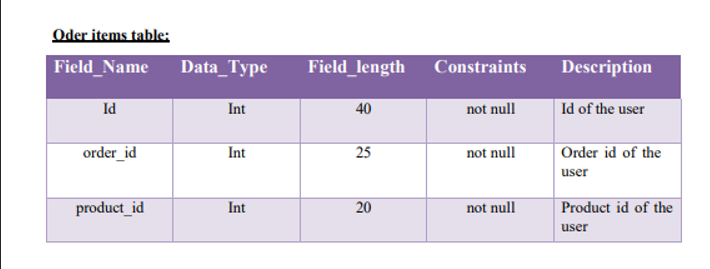 Oder items table:
Field_Name Data_Type Field_length Constraints Description
Id Int 40 not null Id of the user
order_id Int 25 not null Order id of the
user
product_id Int 20 not null Product id of the
user